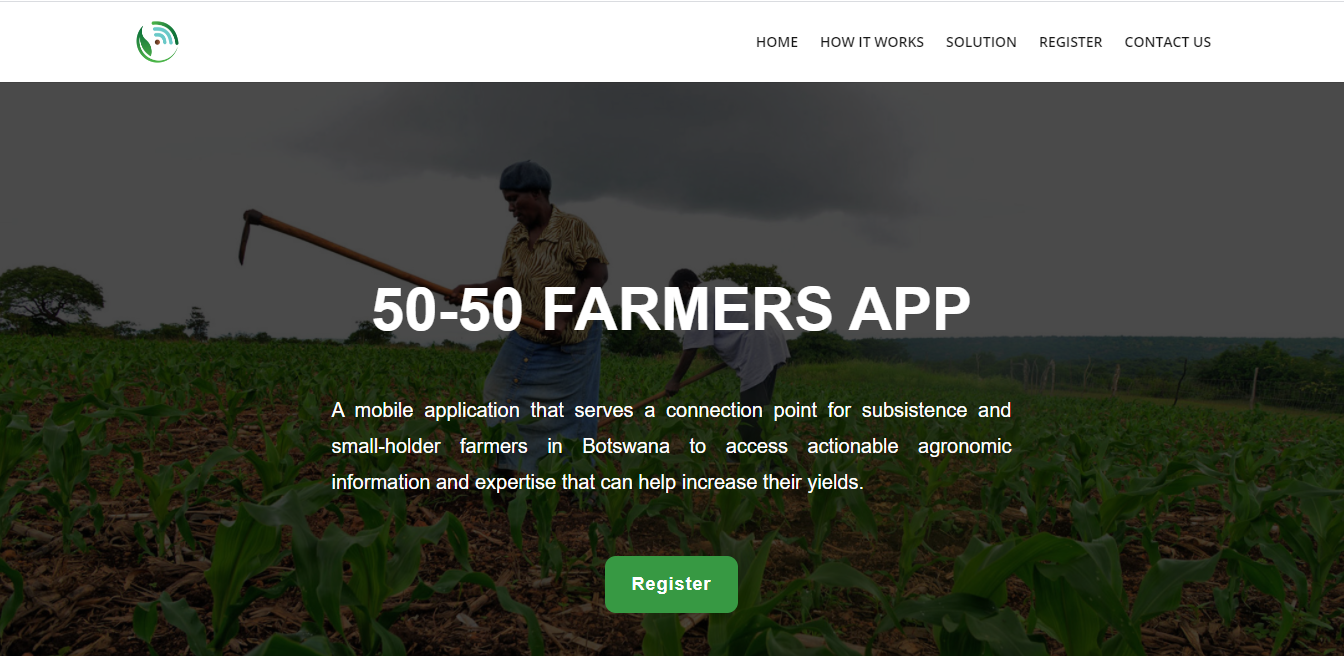 HOME HOW IT WORKS SOLUTION REGISTER CONTACT US
50-50 FARMERS APP
A mobile application that serves a connection point for subsistence and
small-holder farmers in Botswana to access actionable agronomic
information and expertise that can help increase their yields.
Register